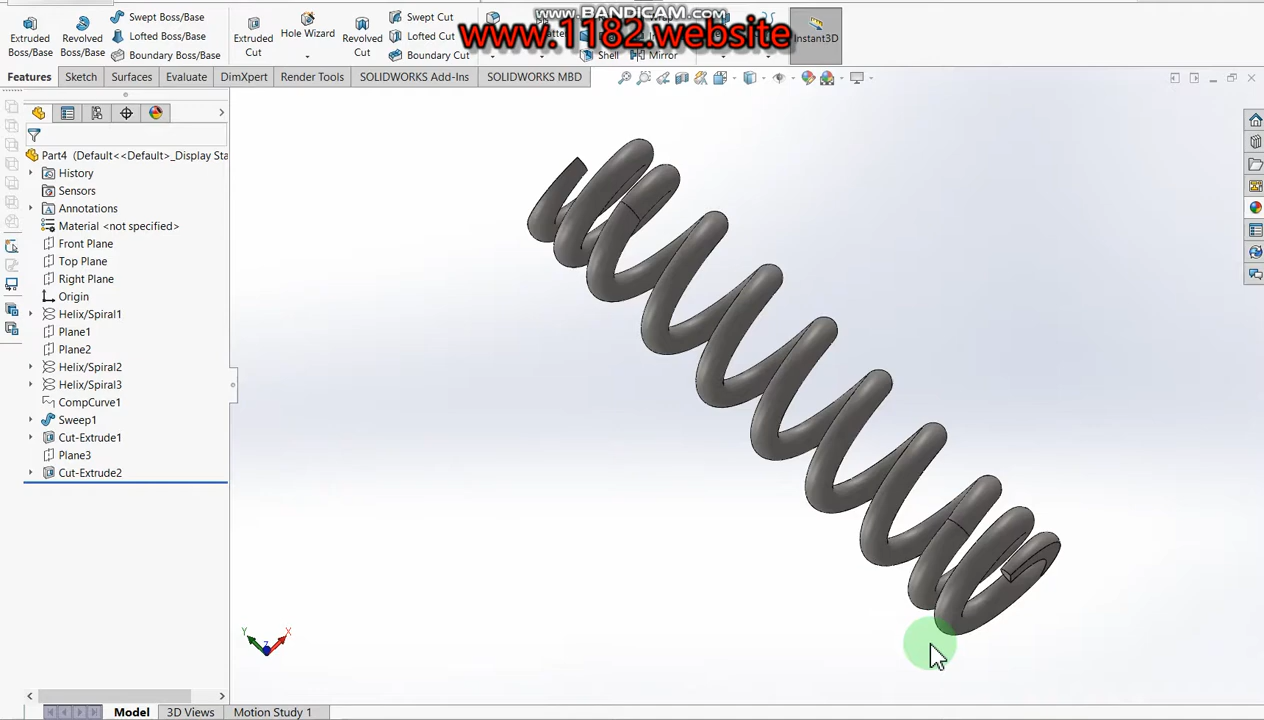 www.BANDICAM.com
www.1182.website
Extruded Boss/Base
Revolved Boss/Base
Swept Boss/Base
Lofted Boss/Base
Boundary Boss/Base
Extruded Cut
Hole Wizard
Revolved Cut
Swept Cut
Lofted Cut
Boundary Cut
Shell
Mirror
Instant3D
Features
Sketch
Surfaces
Evaluate
DimXpert
Render Tools
SOLIDWORKS Add-Ins
SOLIDWORKS MBD
Part4 (Default<<Default>_Display Sta
History
Sensors
Annotations
Material <not specified>
Front Plane
Top Plane
Right Plane
Origin
Helix/Spiral1
Plane1
Plane2
Helix/Spiral2
Helix/Spiral3
CompCurve1
Sweep1
Cut-Extrude1
Plane3
Cut-Extrude2
Y
Z
X
Model
3D Views
Motion Study 1